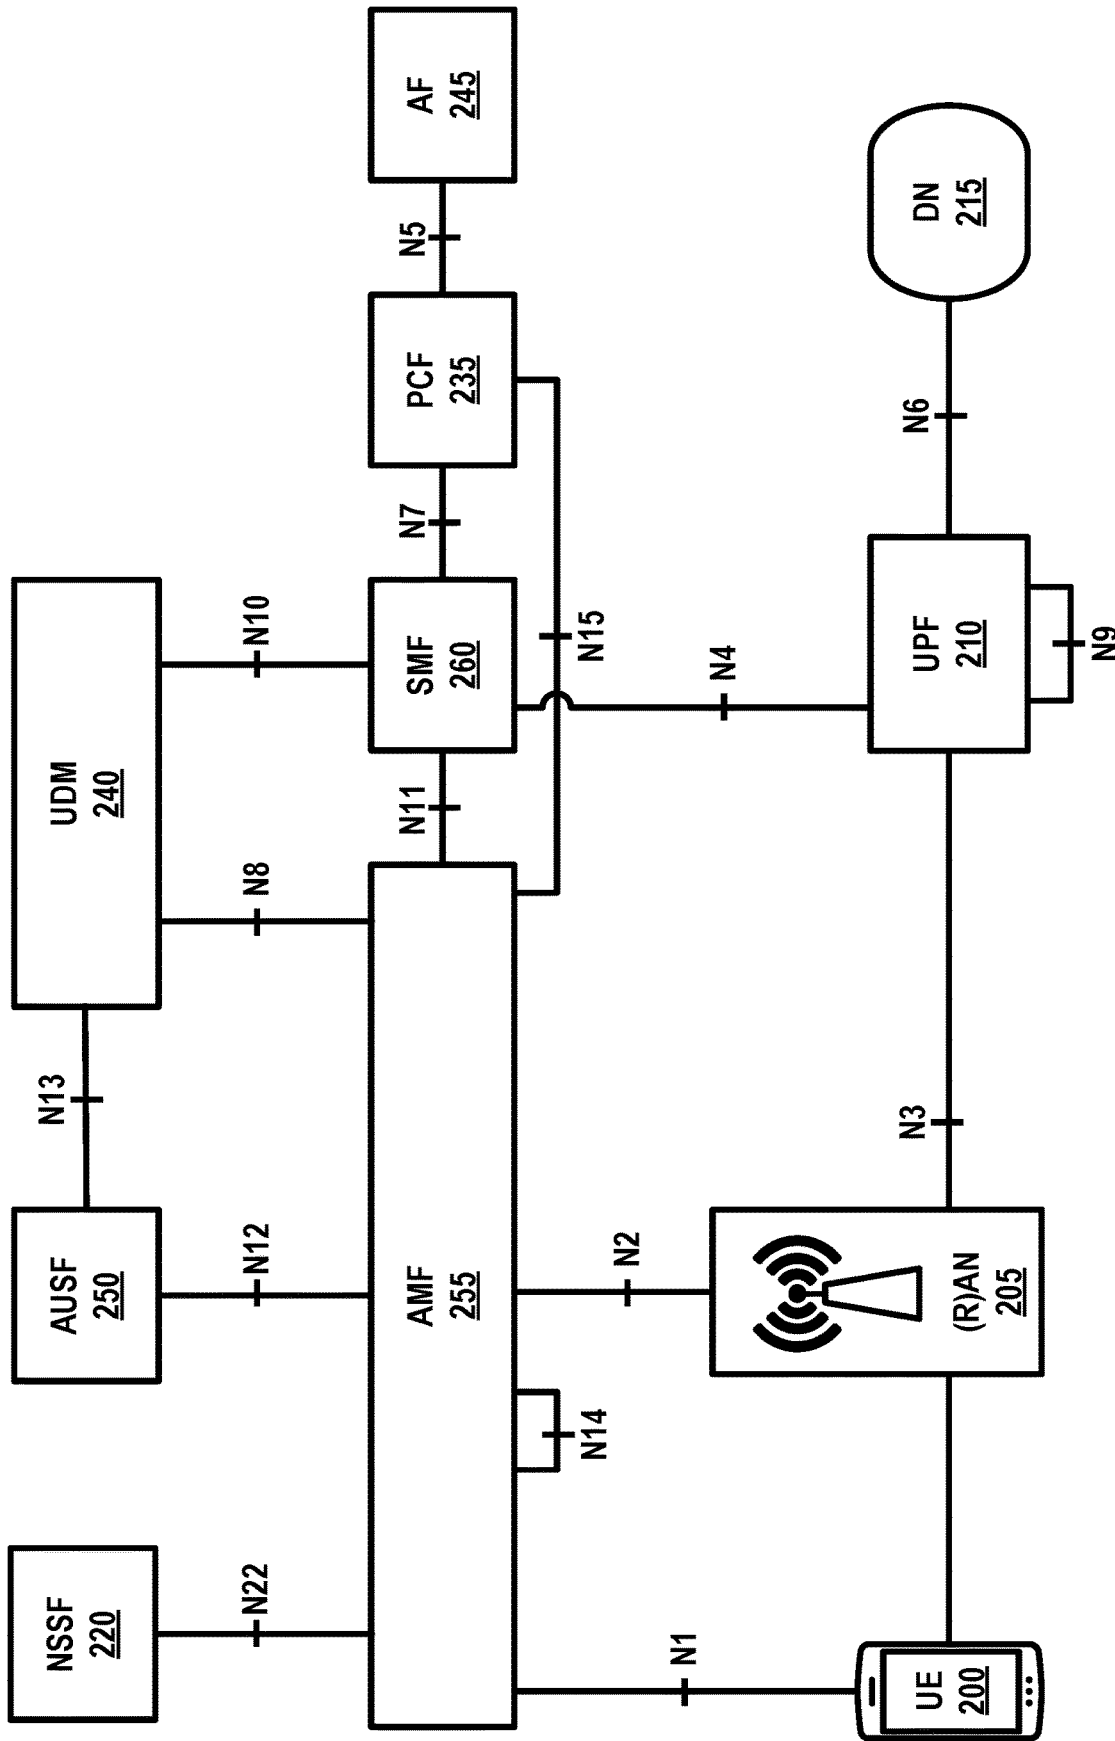 NSSF
220
AUSF
250
UDM
240
N13
N22
N12
N8
N10
AMF
255
N11
SMF
260
N7
PCF
235
N5
AF
245
N14
N15
N1
N2
N4
UE
200
(R)AN
205
N3
UPF
210
N6
DN
215
N9